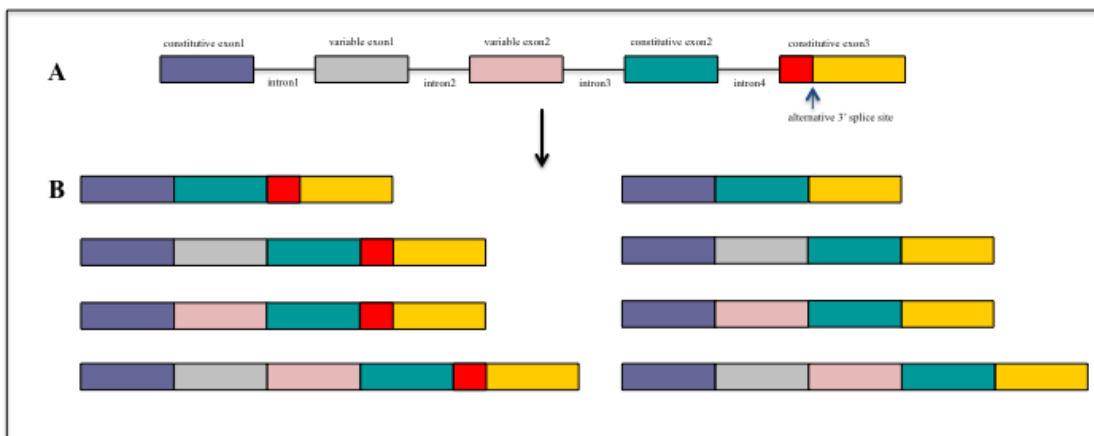 constitutive exon1
variable exon1
variable exon2
constitutive exon2
constitutive exon3
A
intron1
intron2
intron3
intron4
alternative 3' splice site
B